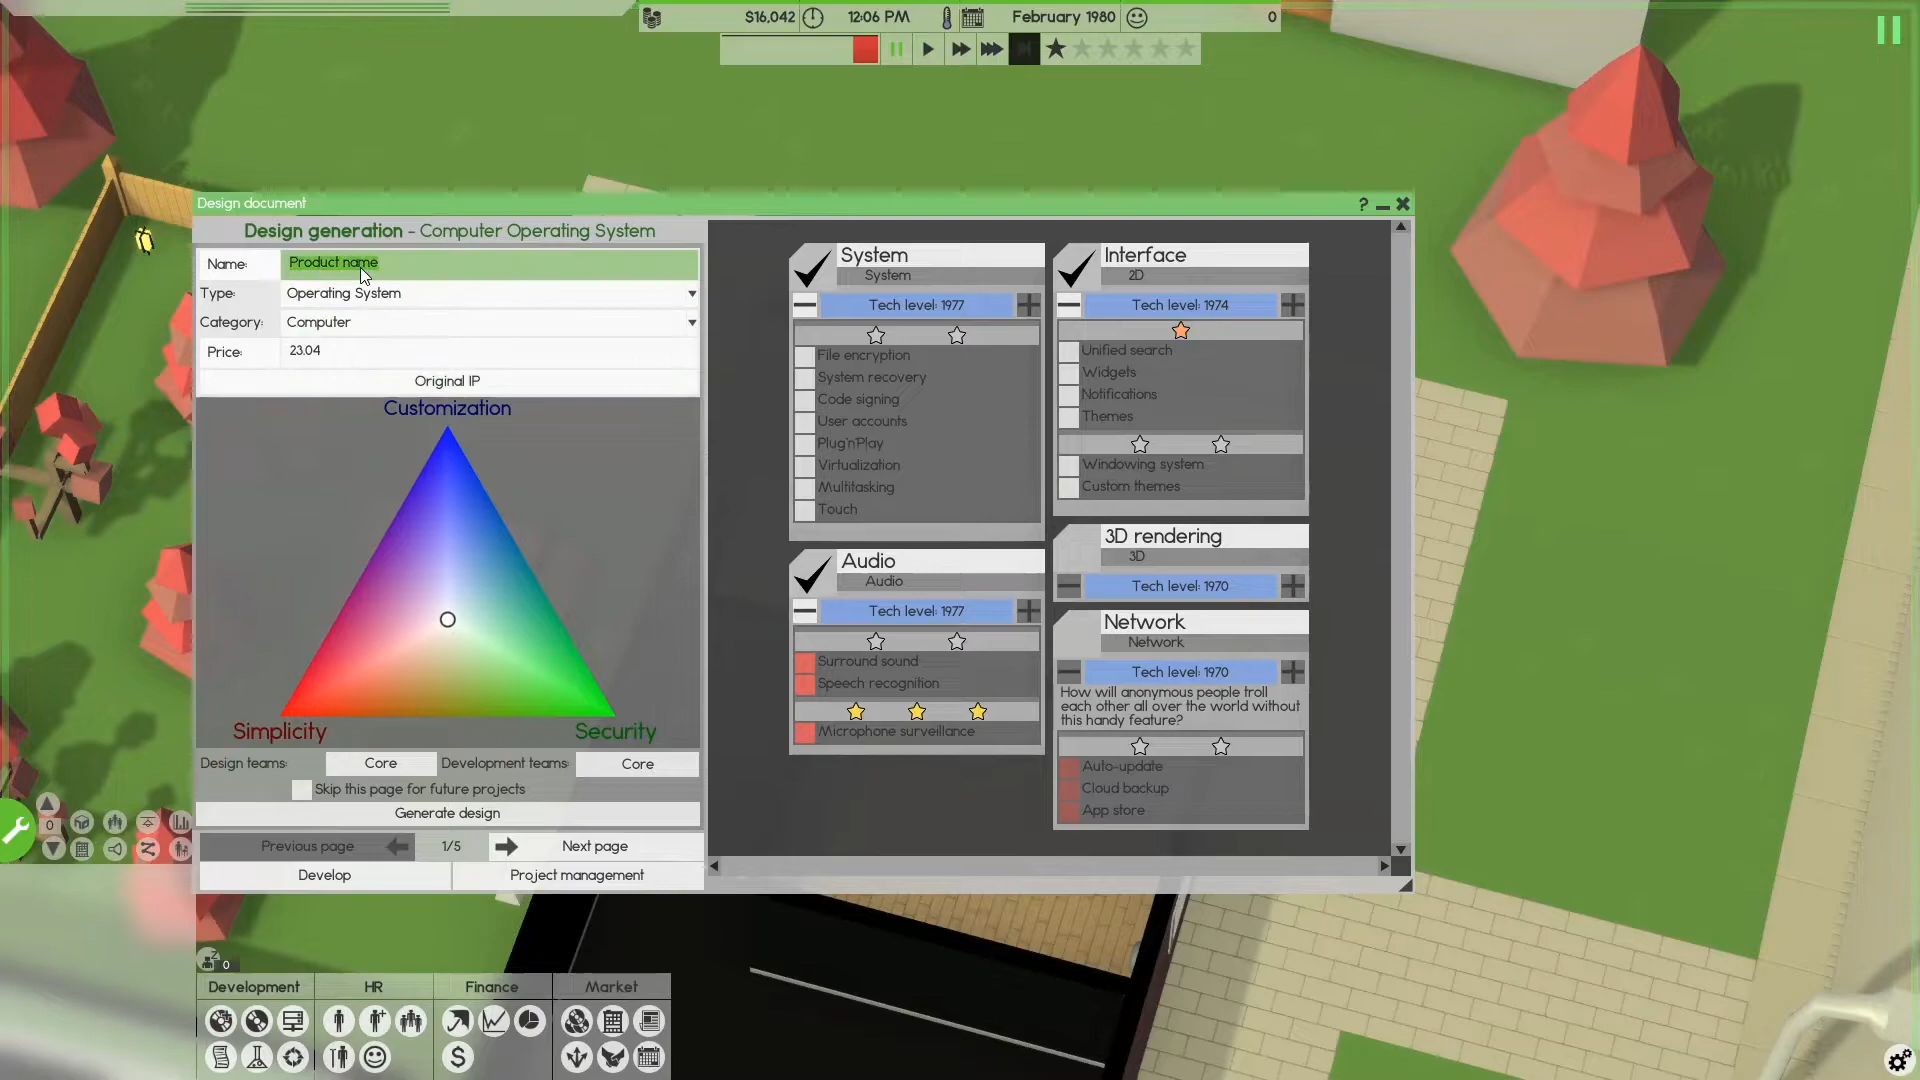 $16,042
12:06 PM
February 1980
0
Design document
?
Design generation - Computer Operating System
Name:
Product name
Type:
Operating System
Category:
Computer
Price:
23.04
Original IP
Customization
Simplicity
Security
Design teams:
Core
Development teams:
Core
Skip this page for future projects
Generate design
Previous page
1/5
Next page
Develop
Project management
System
System
Tech level: 1977
File encryption
System recovery
Code signing
User accounts
Plug'n'Play
Virtualization
Multitasking
Touch
Audio
Audio
Tech level: 1977
Surround sound
Speech recognition
Microphone surveillance
Interface
2D
Tech level: 1974
Unified search
Widgets
Notifications
Themes
Windowing system
Custom themes
3D rendering
3D
Tech level: 1970
Network
Network
Tech level: 1970
How will anonymous people troll
each other all over the world without
this handy feature?
Auto-update
Cloud backup
App store
0
0
Development
HR
Finance
Market